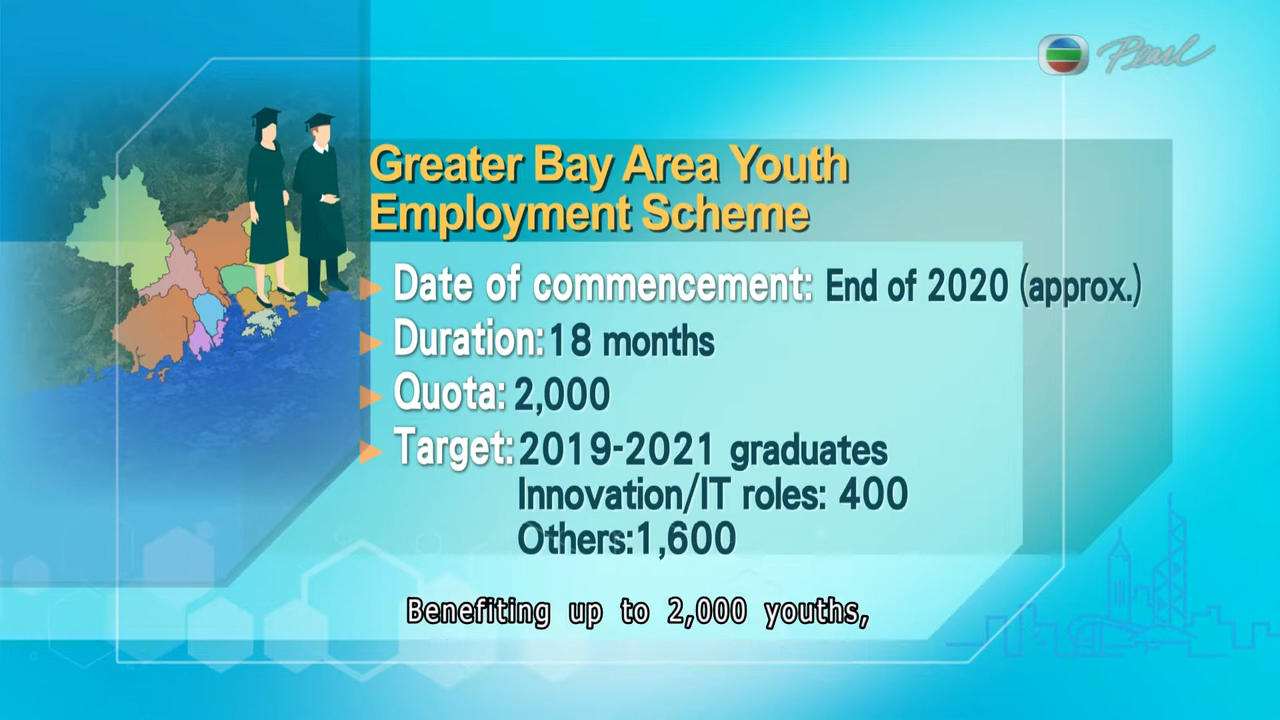 Pearl
Greater Bay Area Youth
Employment Scheme
Date of commencement: End of 2020 (approx.)
Duration: 18 months
Quota: 2,000
Target: 2019-2021 graduates
Innovation/IT roles: 400
Others:1,600
Benefiting up to 2,000 youths,